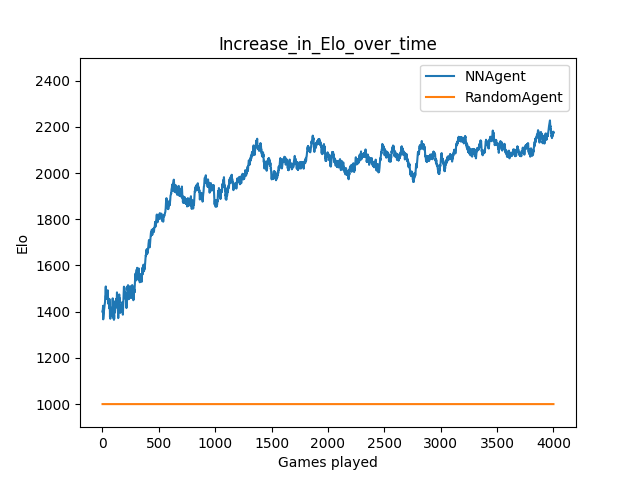 Increase_in_Elo_over_time
NNAgent
RandomAgent
Elo
2400
2200
2000
1800
1600
1400
1200
1000
0 500 1000 1500 2000 2500 3000 3500 4000
Games played